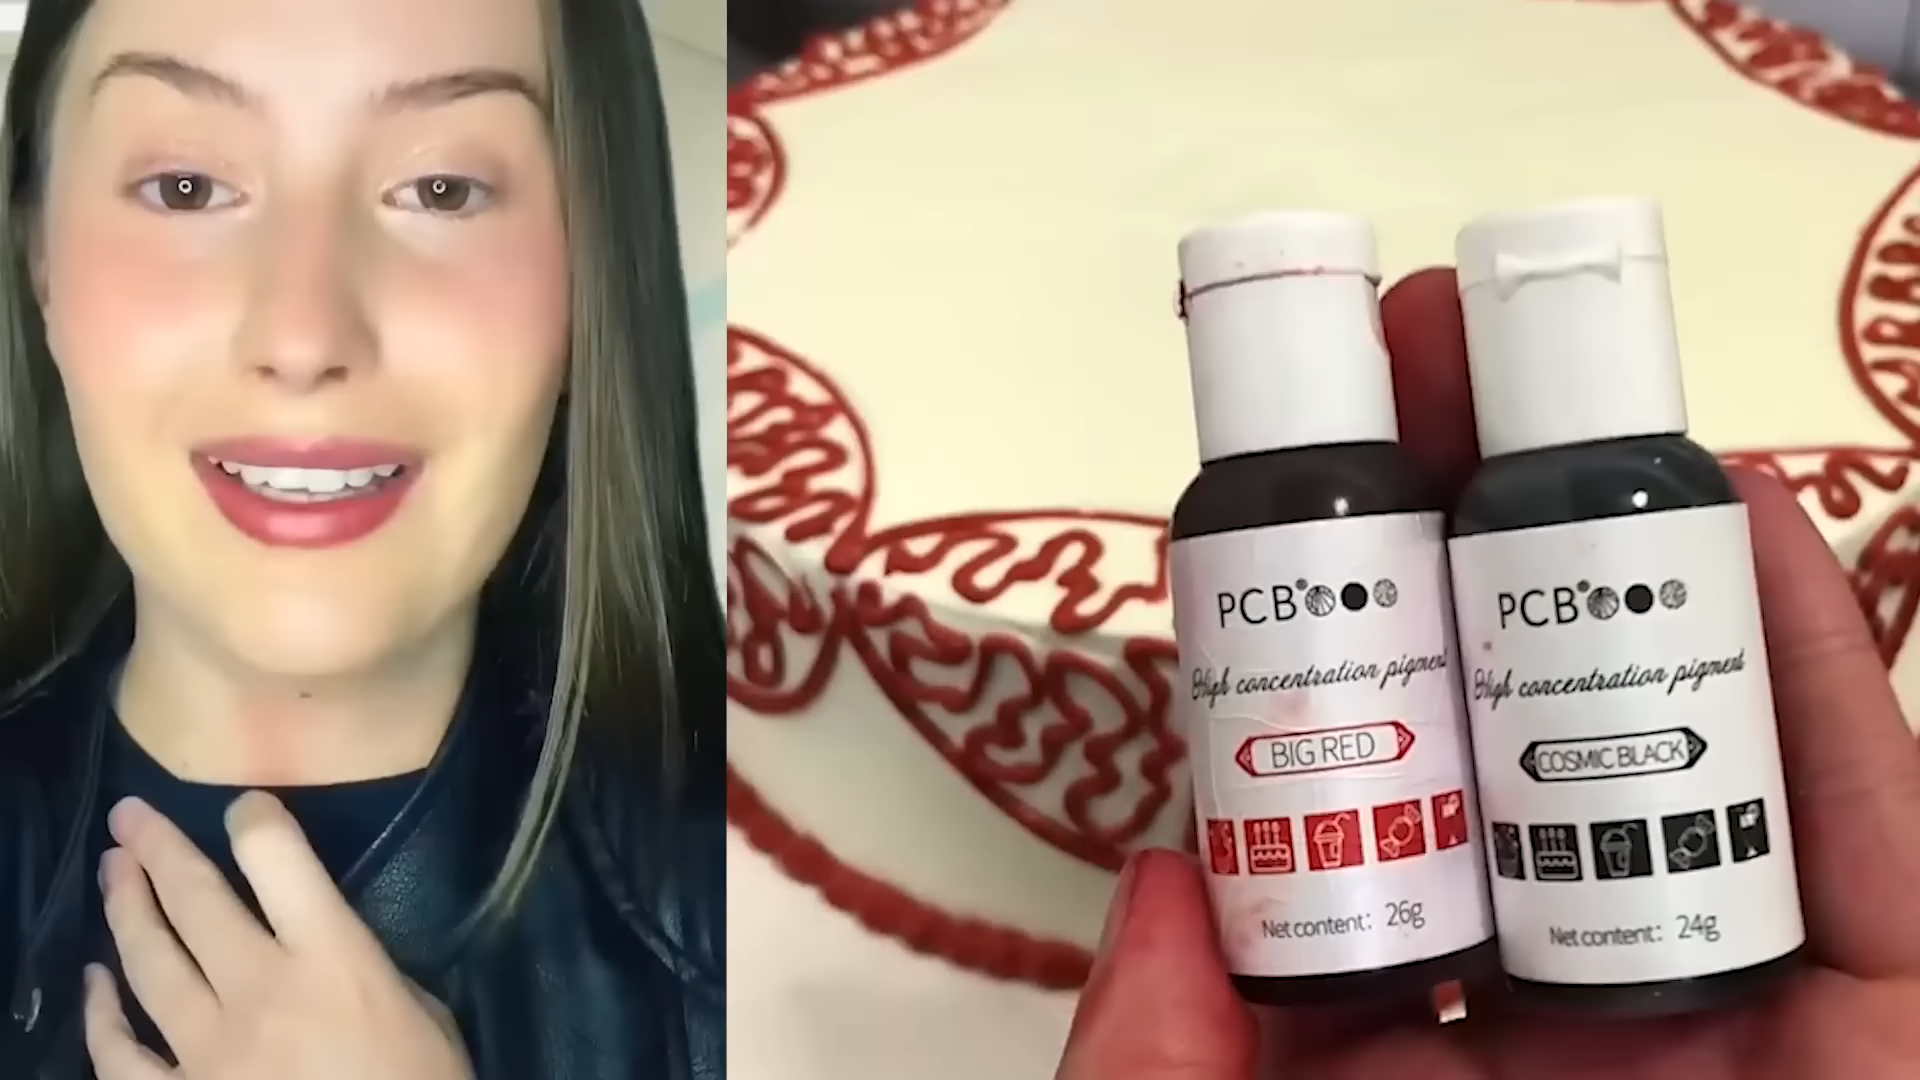 PCB
High concentration pigment
BIG RED
Net content: 26g
PCB
High concentration pigment
COSMIC BLACK
Net content: 24g